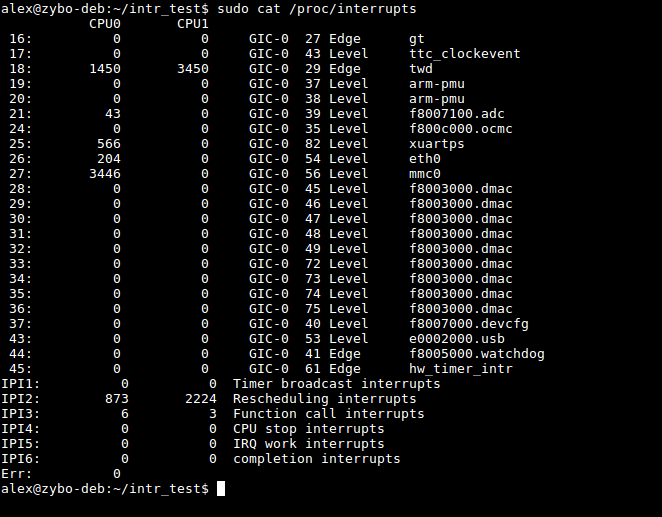 alex@zybo-deb:~/intr_test$ sudo cat /proc/interrupts
           CPU0       CPU1
 16:          0          0     GIC-0  27 Edge      gt
 17:          0          0     GIC-0  43 Level     ttc_clockevent
 18:       1450       3450     GIC-0  29 Edge      twd
 19:          0          0     GIC-0  37 Level     arm-pmu
 20:          0          0     GIC-0  38 Level     arm-pmu
 21:         43          0     GIC-0  39 Level     f8007100.adc
 24:          0          0     GIC-0  35 Level     f800c000.ocmc
 25:        566          0     GIC-0  82 Level     xuartps
 26:        204          0     GIC-0  54 Level     eth0
 27:       3446          0     GIC-0  56 Level     mmc0
 28:          0          0     GIC-0  45 Level     f8003000.dmac
 29:          0          0     GIC-0  46 Level     f8003000.dmac
 30:          0          0     GIC-0  47 Level     f8003000.dmac
 31:          0          0     GIC-0  48 Level     f8003000.dmac
 32:          0          0     GIC-0  49 Level     f8003000.dmac
 33:          0          0     GIC-0  72 Level     f8003000.dmac
 34:          0          0     GIC-0  73 Level     f8003000.dmac
 35:          0          0     GIC-0  74 Level     f8003000.dmac
 36:          0          0     GIC-0  75 Level     f8003000.dmac
 37:          0          0     GIC-0  40 Level     f8007000.devcfg
 43:          0          0     GIC-0  53 Level     e0002000.usb
 44:          0          0     GIC-0  41 Edge      f8005000.watchdog
 45:          0          0     GIC-0  61 Edge      hw_timer_intr
IPI1:          0          0  Timer broadcast interrupts
IPI2:        873       2224  Rescheduling interrupts
IPI3:          6          3  Function call interrupts
IPI4:          0          0  CPU stop interrupts
IPI5:          0          0  IRQ work interrupts
IPI6:          0          0  completion interrupts
Err:          0
alex@zybo-deb:~/intr_test$